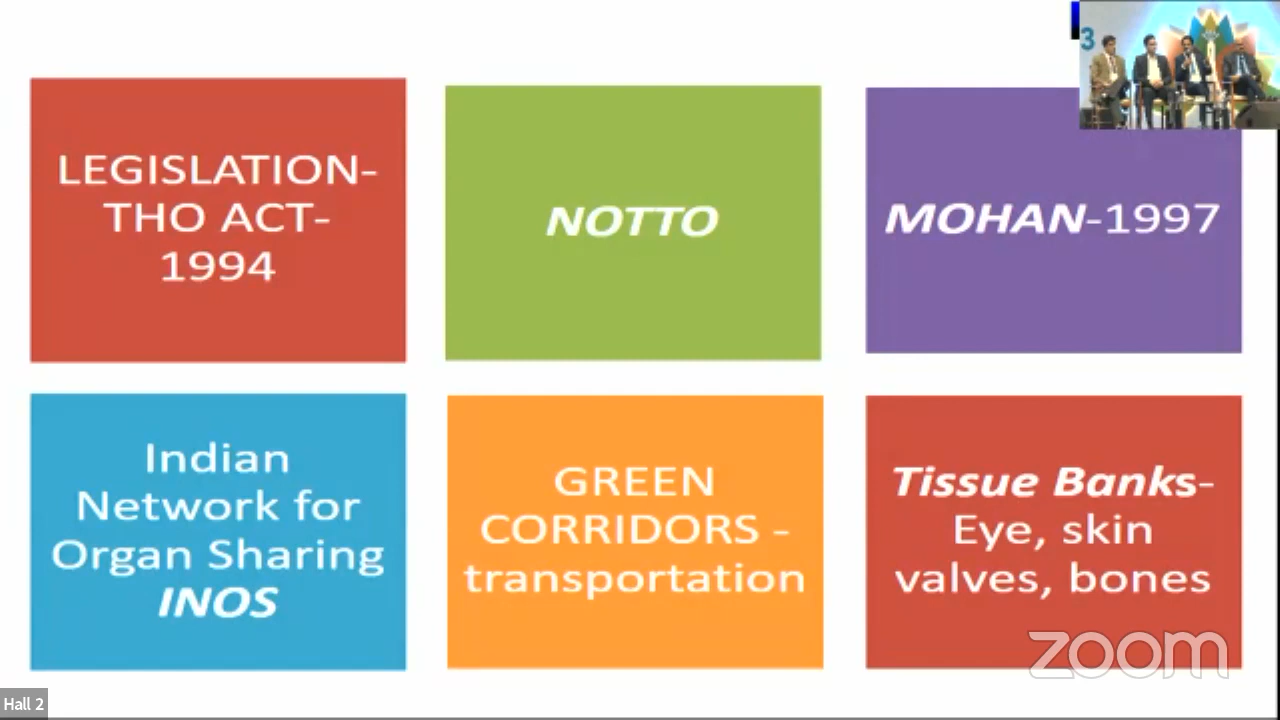 3
LEGISLATION-
THO ACT-
1994
NOTTO
MOHAN-1997
Indian
Network for
Organ Sharing
INOS
GREEN
CORRIDORS -
transportation
Tissue Banks-
Eye, skin
valves, bones
zoom
Hall 2